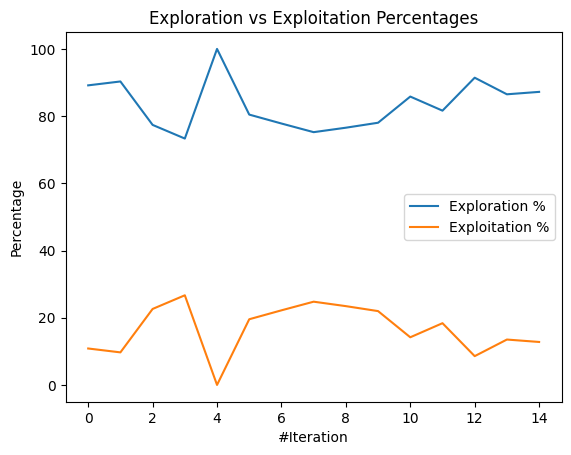 Exploration vs Exploitation Percentages
100
80
60
40
20
0
Percentage
Exploration %
Exploitation %
0 2 4 6 8 10 12 14
#Iteration